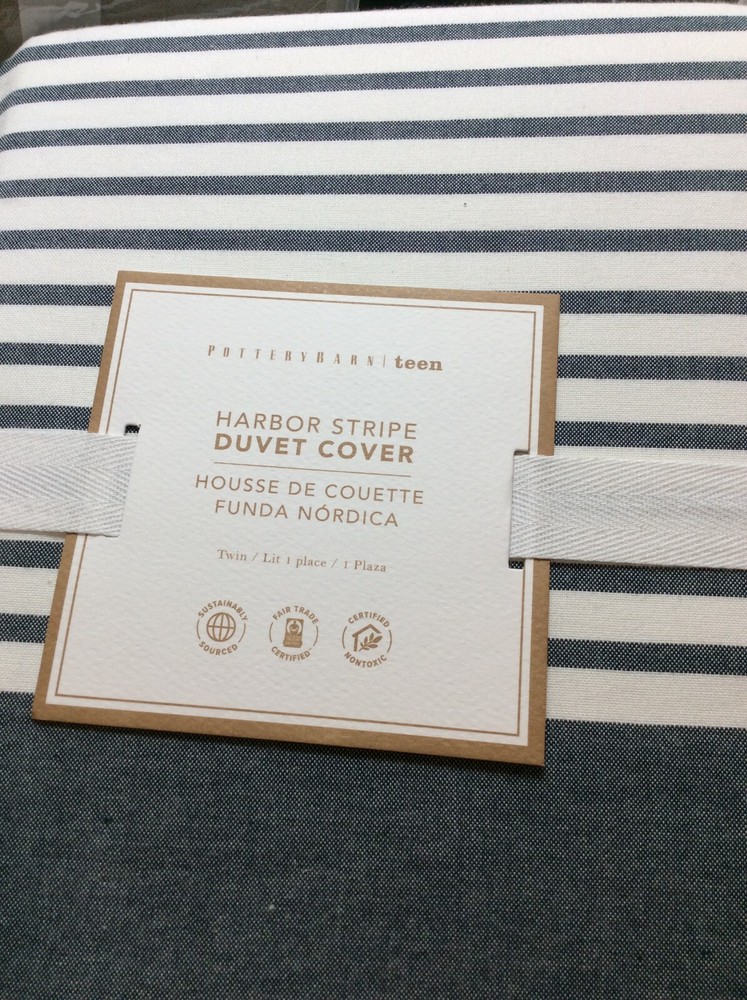 POTTERYBARN | teen
HARBOR STRIPE
DUVET COVER
HOUSSE DE COUETTE
FUNDA NÓRDICA
Twin / Lit 1 place / 1 Plaza
SUSTAINABLY SOURCED
FAIR TRADE CERTIFIED
CERTIFIED NONTOXIC